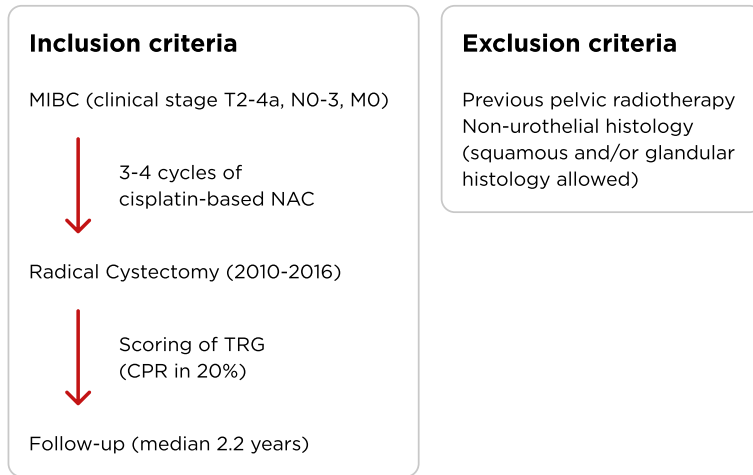 Inclusion criteria
MIBC (clinical stage T2-4a, N0-3, M0)
3-4 cycles of
cisplatin-based NAC
Radical Cystectomy (2010-2016)
Scoring of TRG
(CPR in 20%)
Follow-up (median 2.2 years)
Exclusion criteria
Previous pelvic radiotherapy
Non-urothelial histology
(squamous and/or glandular
histology allowed)